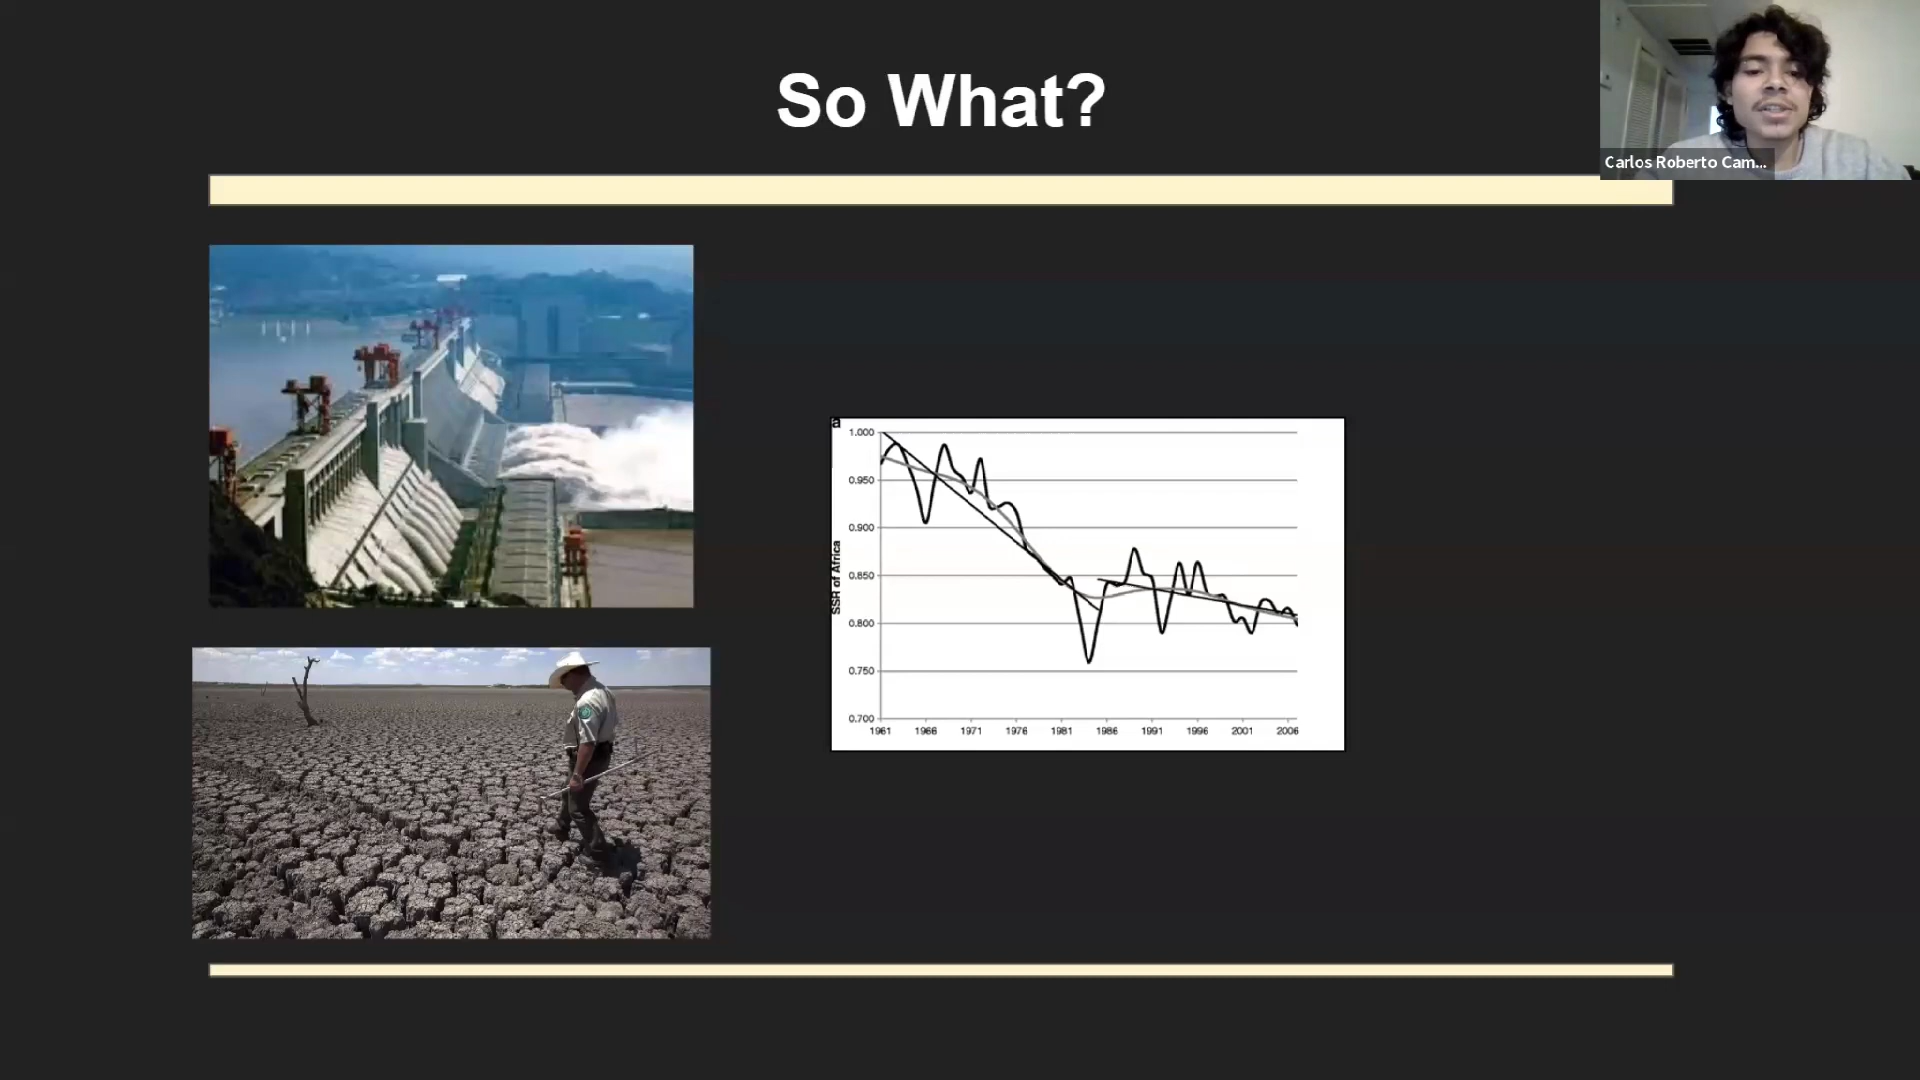 So What?
Carlos Roberto Cam...
a
SSR of Africa
1.000
0.950
0.900
0.850
0.800
0.750
0.700
1961 1966 1971 1976 1981 1986 1991 1996 2001 2006